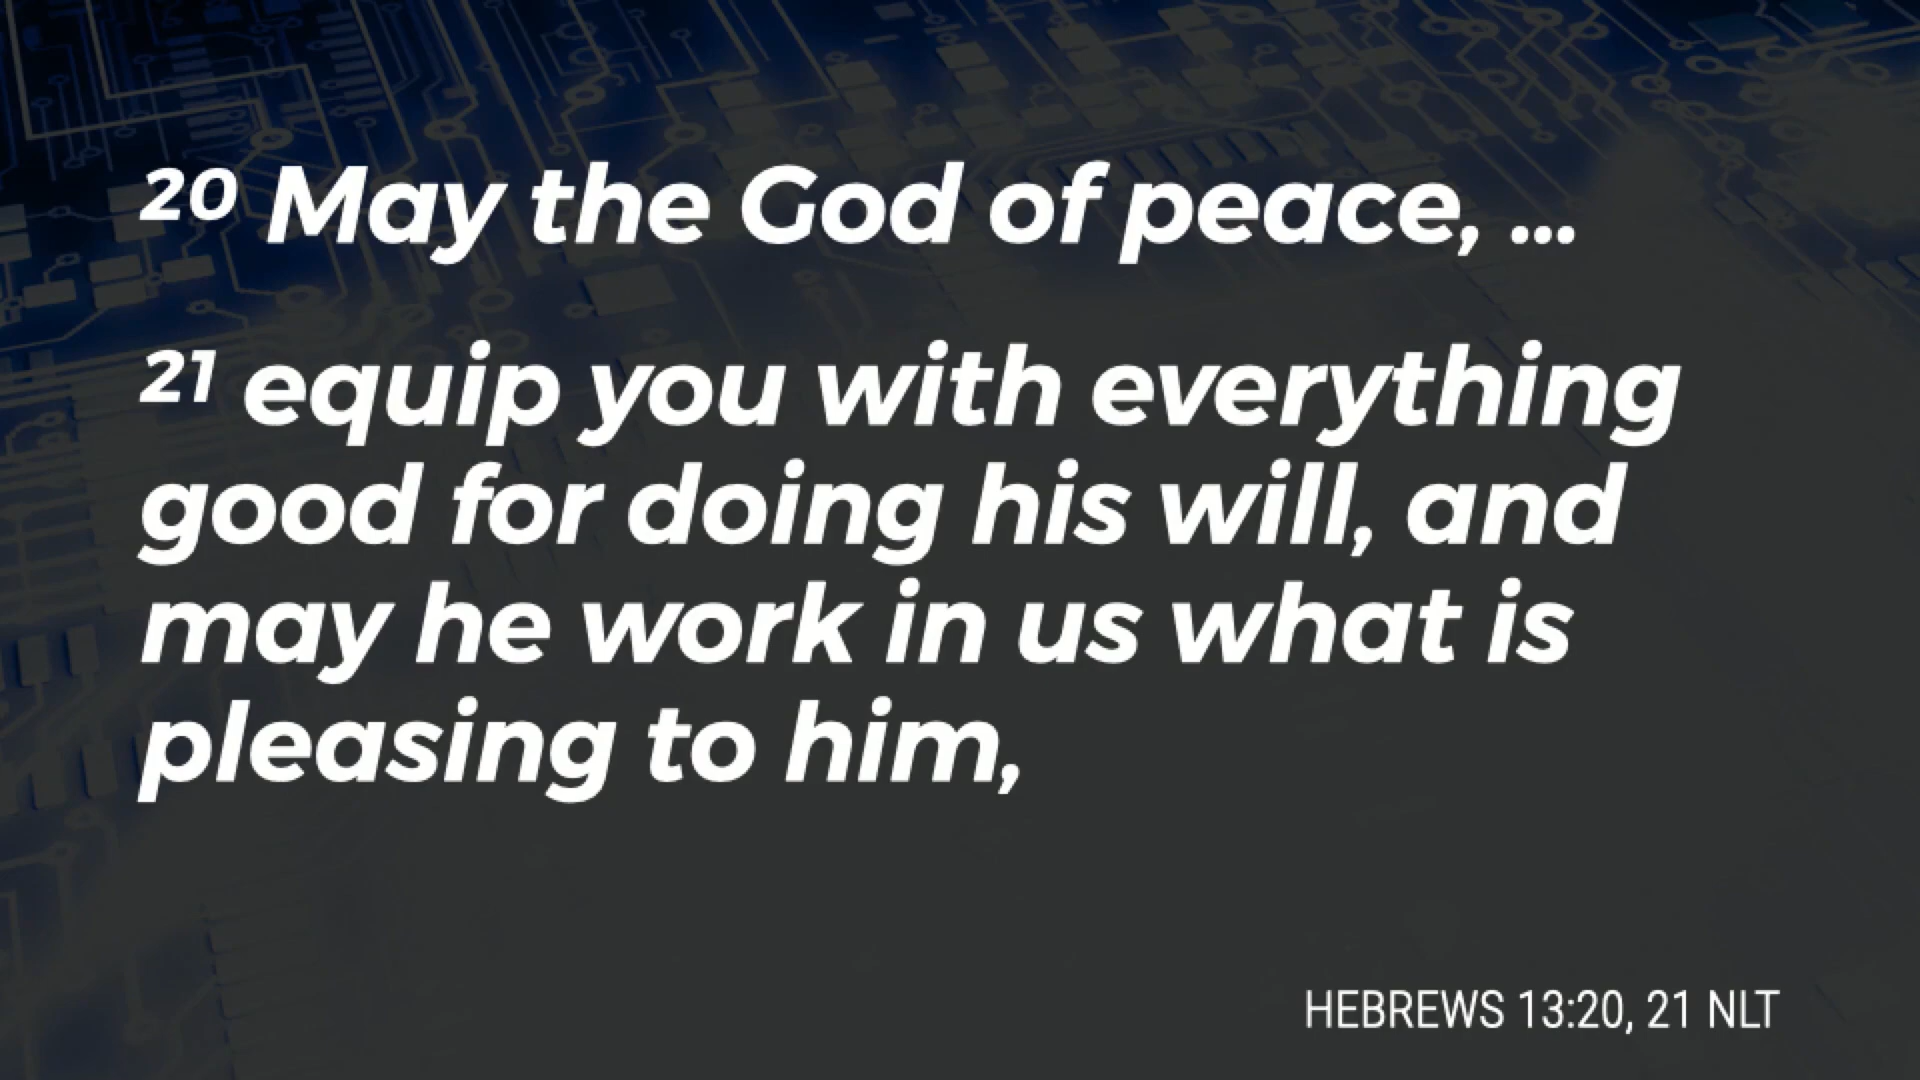 20 May the God of peace, ...
21 equip you with everything
good for doing his will, and
may he work in us what is
pleasing to him,
HEBREWS 13:20, 21 NLT